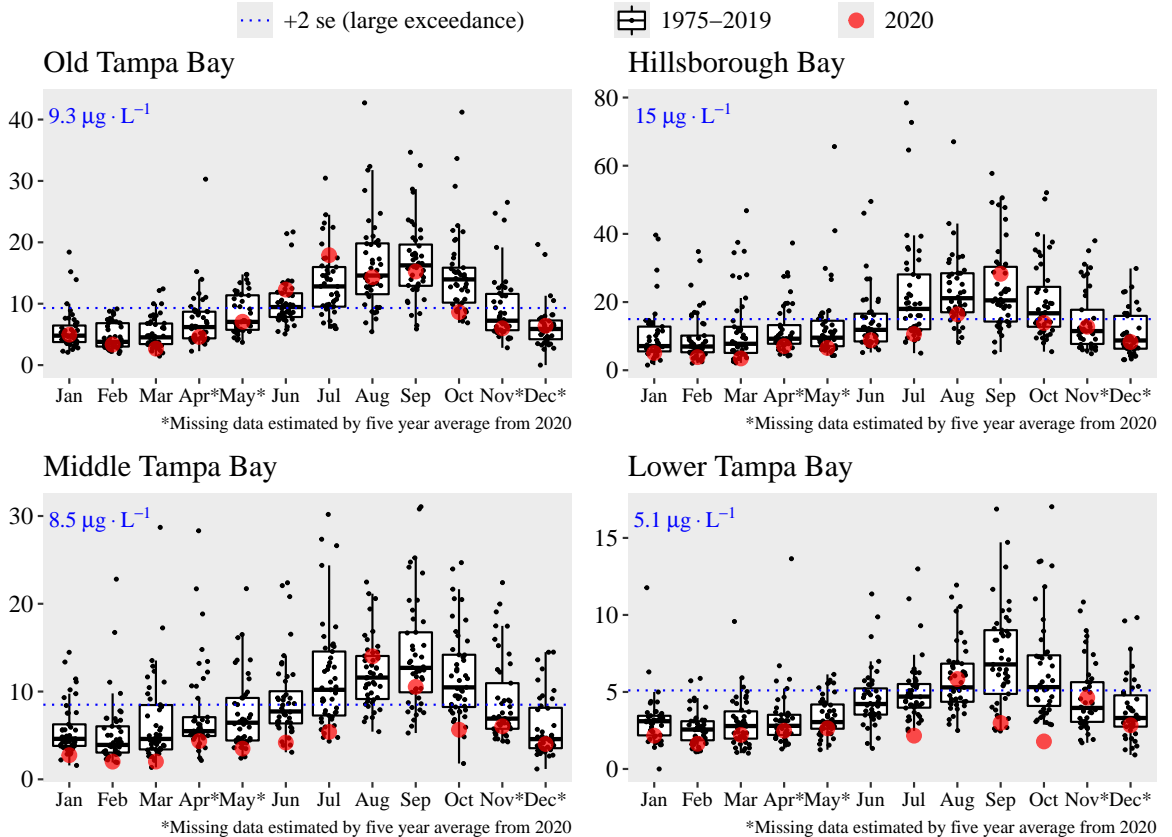 +2 se (large exceedance) 1975–2019 2020
Old Tampa Bay
9.3 μg · L⁻¹
40
30
20
10
0
Jan Feb Mar Apr* May* Jun Jul Aug Sep Oct Nov* Dec*
*Missing data estimated by five year average from 2020
Hillsborough Bay
15 μg · L⁻¹
80
60
40
20
0
Jan Feb Mar Apr* May* Jun Jul Aug Sep Oct Nov* Dec*
*Missing data estimated by five year average from 2020
Middle Tampa Bay
8.5 μg · L⁻¹
30
20
10
0
Jan Feb Mar Apr* May* Jun Jul Aug Sep Oct Nov* Dec*
*Missing data estimated by five year average from 2020
Lower Tampa Bay
5.1 μg · L⁻¹
15
10
5
0
Jan Feb Mar Apr* May* Jun Jul Aug Sep Oct Nov* Dec*
*Missing data estimated by five year average from 2020